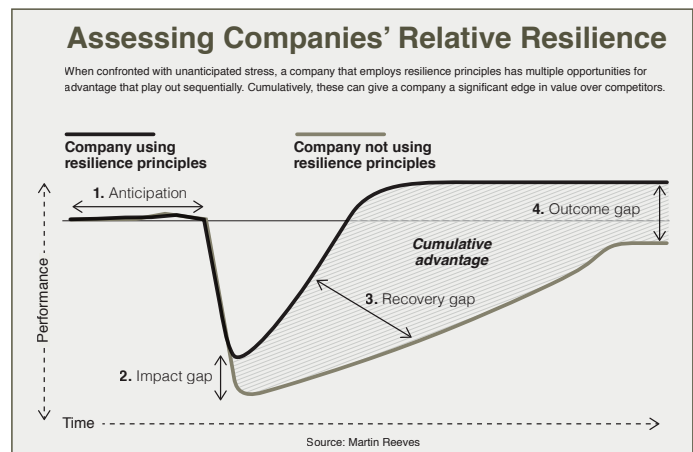 Assessing Companies’ Relative Resilience
When confronted with unanticipated stress, a company that employs resilience principles has multiple opportunities for
advantage that play out sequentially. Cumulatively, these can give a company a significant edge in value over competitors.
Company using
resilience principles
Company not using
resilience principles
1. Anticipation
4. Outcome gap
Cumulative
advantage
3. Recovery gap
2. Impact gap
Performance
Time
Source: Martin Reeves